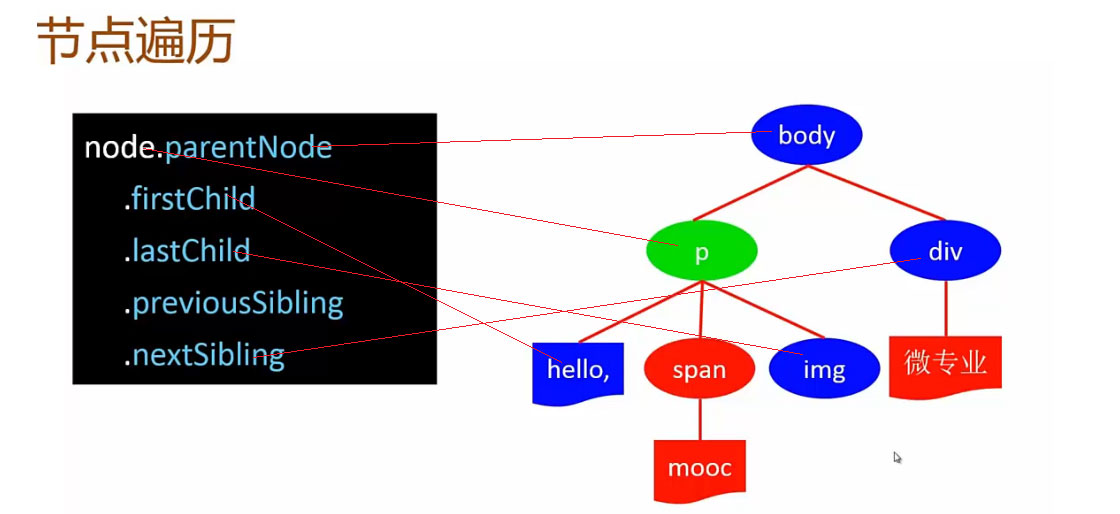 节点遍历
node.parentNode
.firstChild
.lastChild
.previousSibling
.nextSibling
body
p
div
hello,
span
img
微专业
mooc